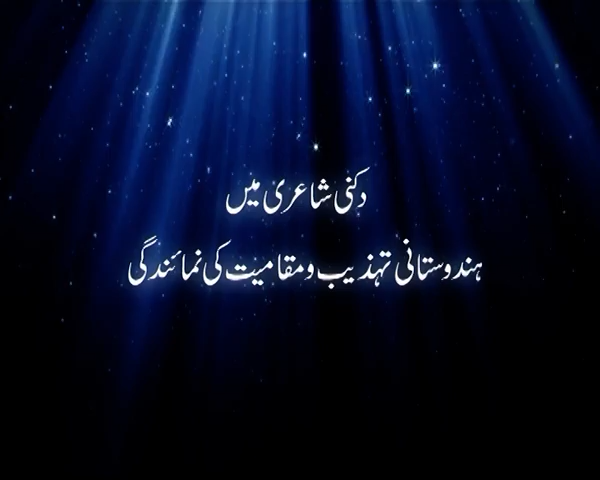 دکنی شاعری میں
ہندوستانی تہذیب و مقامیت کی نمائندگی